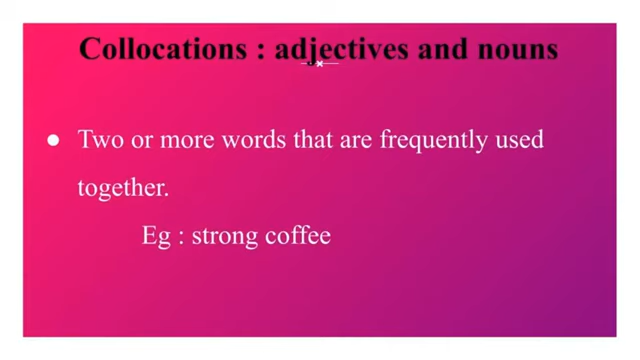 Collocations : adjectives and nouns
● Two or more words that are frequently used
together.
Eg : strong coffee